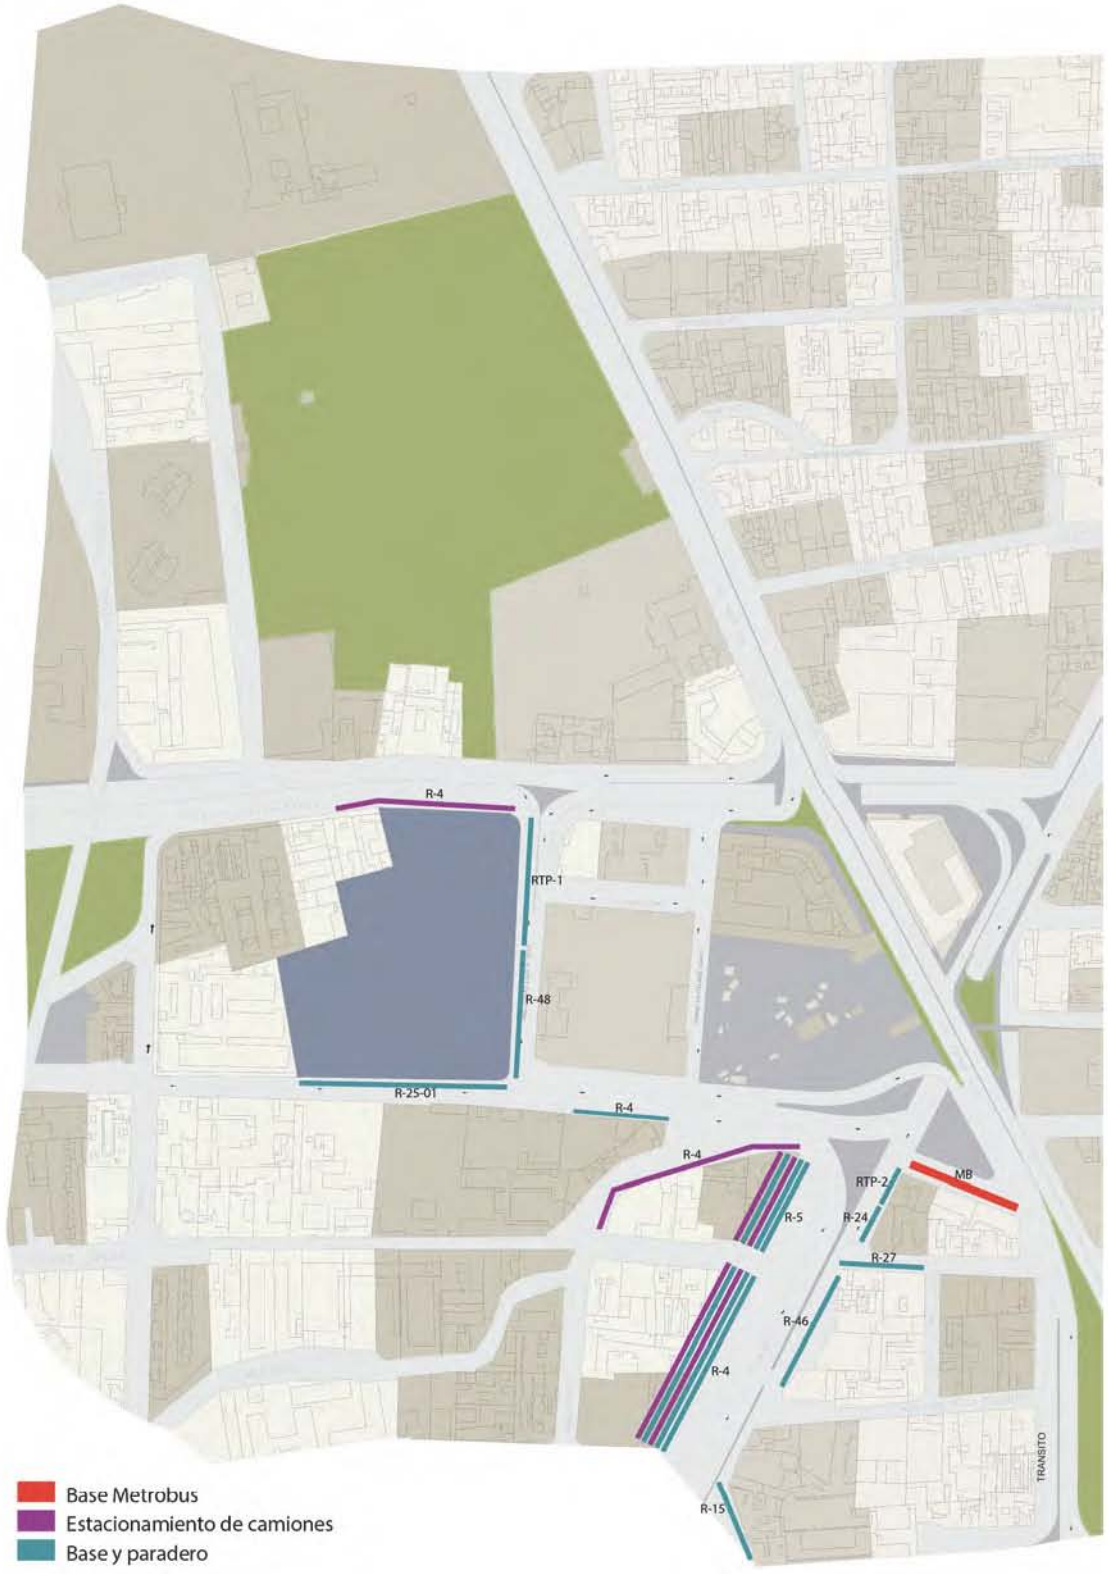 R-4
RTP-1
R-48
R-25-01
R-4
R-4
MB
RTP-2
R-5
R-24
R-27
R-46
R-4
TRANSITO
R-15
Base Metrobus
Estacionamiento de camiones
Base y paradero